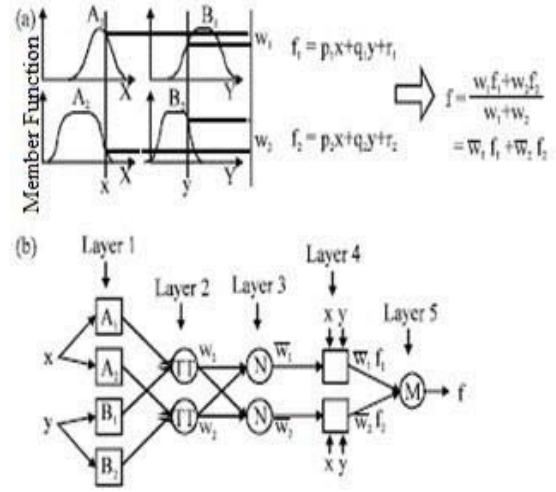 (a)
Member Function
A₁
B₁
w₁
f₁ = p₁x+q₁y+r₁
X
Y
A₂
B₂
w₂
f₂ = p₂x+q₂y+r₂
X
Y
x
y
f = w₁f₁+w₂f₂ / w₁+w₂
= w̅₁ f₁ + w̅₂ f₂
(b)
Layer 1
Layer 2
Layer 3
Layer 4
Layer 5
x y
A₁
A₂
B₁
B₂
x
y
Π
Π
w₁
w₂
N
N
w̅₁
w̅₂
w̅₁ f₁
w̅₂ f₂
M
f
x y